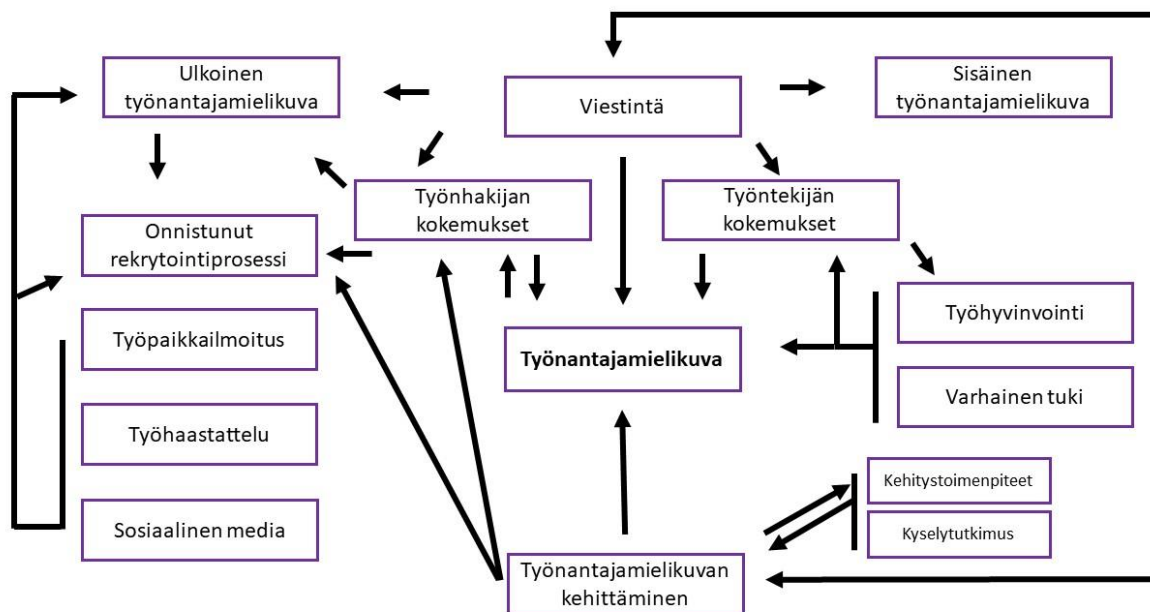 Ulkoinen
työnantajamielikuva
Viestintä
Sisäinen
työnantajamielikuva
Työnhakijan
kokemukset
Työntekijän
kokemukset
Onnistunut
rekrytointiprosessi
Työpaikkailmoitus
Työnantajamielikuva
Työhyvinvointi
Varhainen tuki
Työhaastattelu
Sosiaalinen media
Kehitystoimenpiteet
Kyselytutkimus
Työnantajamielikuvan
kehittäminen